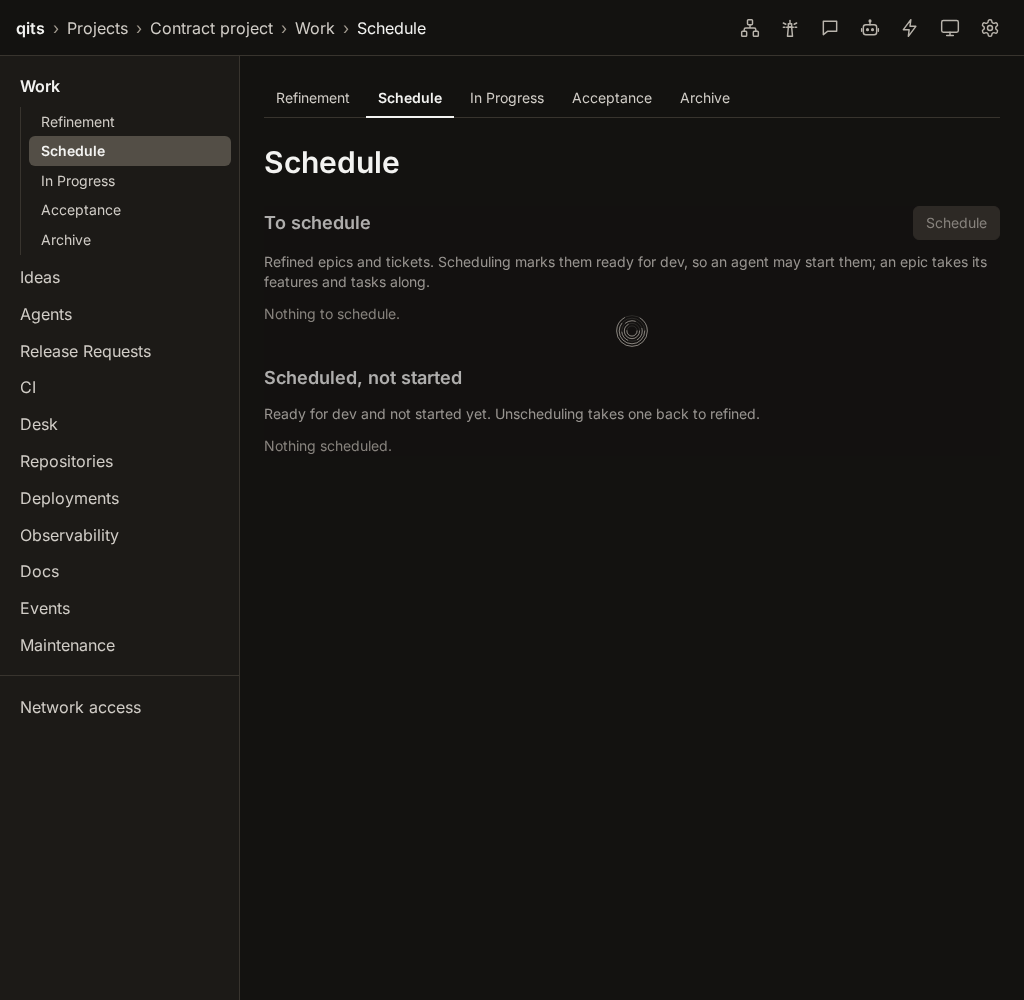 qits › Projects › Contract project › Work › Schedule
Work
Refinement
Schedule
In Progress
Acceptance
Archive
Ideas
Agents
Release Requests
CI
Desk
Repositories
Deployments
Observability
Docs
Events
Maintenance
Network access
Refinement Schedule In Progress Acceptance Archive
Schedule
To schedule
Schedule
Refined epics and tickets. Scheduling marks them ready for dev, so an agent may start them; an epic takes its
features and tasks along.
Nothing to schedule.
Scheduled, not started
Ready for dev and not started yet. Unscheduling takes one back to refined.
Nothing scheduled.